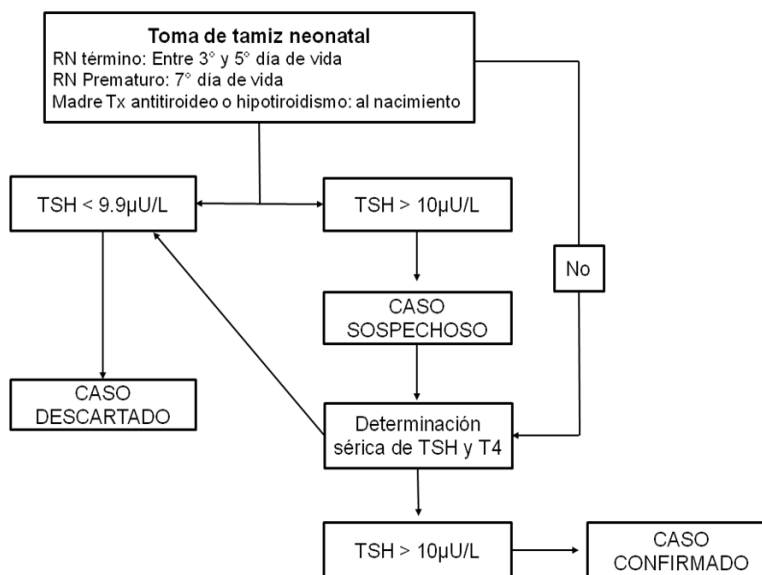 Toma de tamiz neonatal
RN término: Entre 3° y 5° día de vida
RN Prematuro: 7° día de vida
Madre Tx antitiroideo o hipotiroidismo: al nacimiento
TSH < 9.9µU/L
TSH > 10µU/L
No
CASO
SOSPECHOSO
CASO
DESCARTADO
Determinación
sérica de TSH y T4
TSH > 10µU/L
CASO
CONFIRMADO